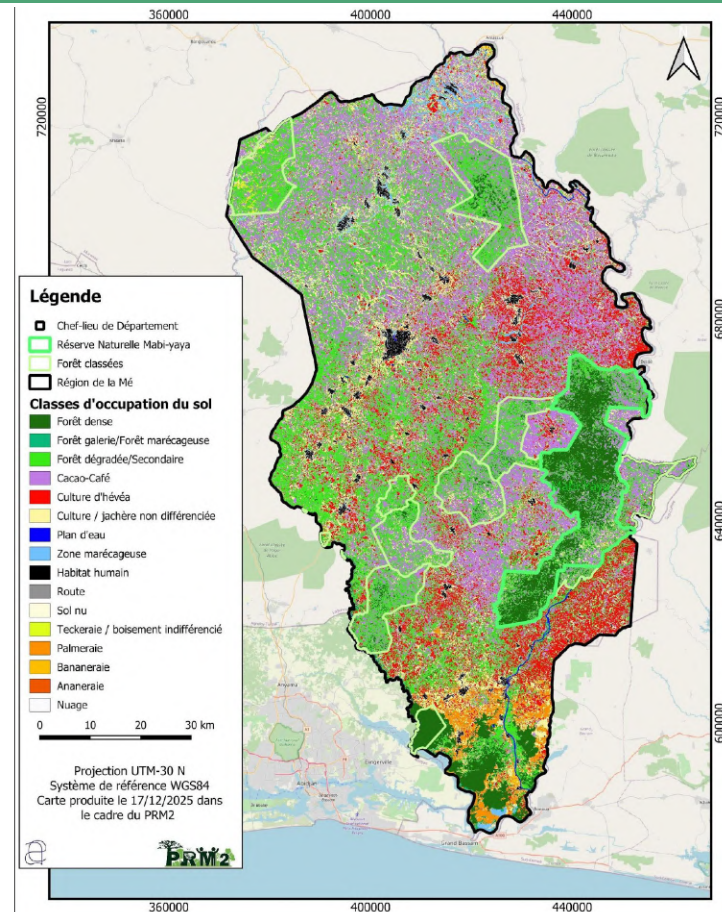 360000 400000 440000
720000 720000
680000
640000
600000
Légende
Chef-lieu de Département
Réserve Naturelle Mabi-yaya
Forêt classées
Région de la Mé
Classes d'occupation du sol
Forêt dense
Forêt galerie/Forêt marécageuse
Forêt dégradée/Secondaire
Cacao-Café
Culture d'hévéa
Culture / jachère non différenciée
Plan d'eau
Zone marécageuse
Habitat humain
Route
Sol nu
Teckeraie / boisement indifférencié
Palmeraie
Bananeraie
Ananeraie
Nuage
0 10 20 30 km
Projection UTM-30 N
Système de référence WGS84
Carte produite le 17/12/2025 dans
le cadre du PRM2
PRM2
Anyama
Bingerville
Abidjan
Grand Bassam
360000 400000 440000